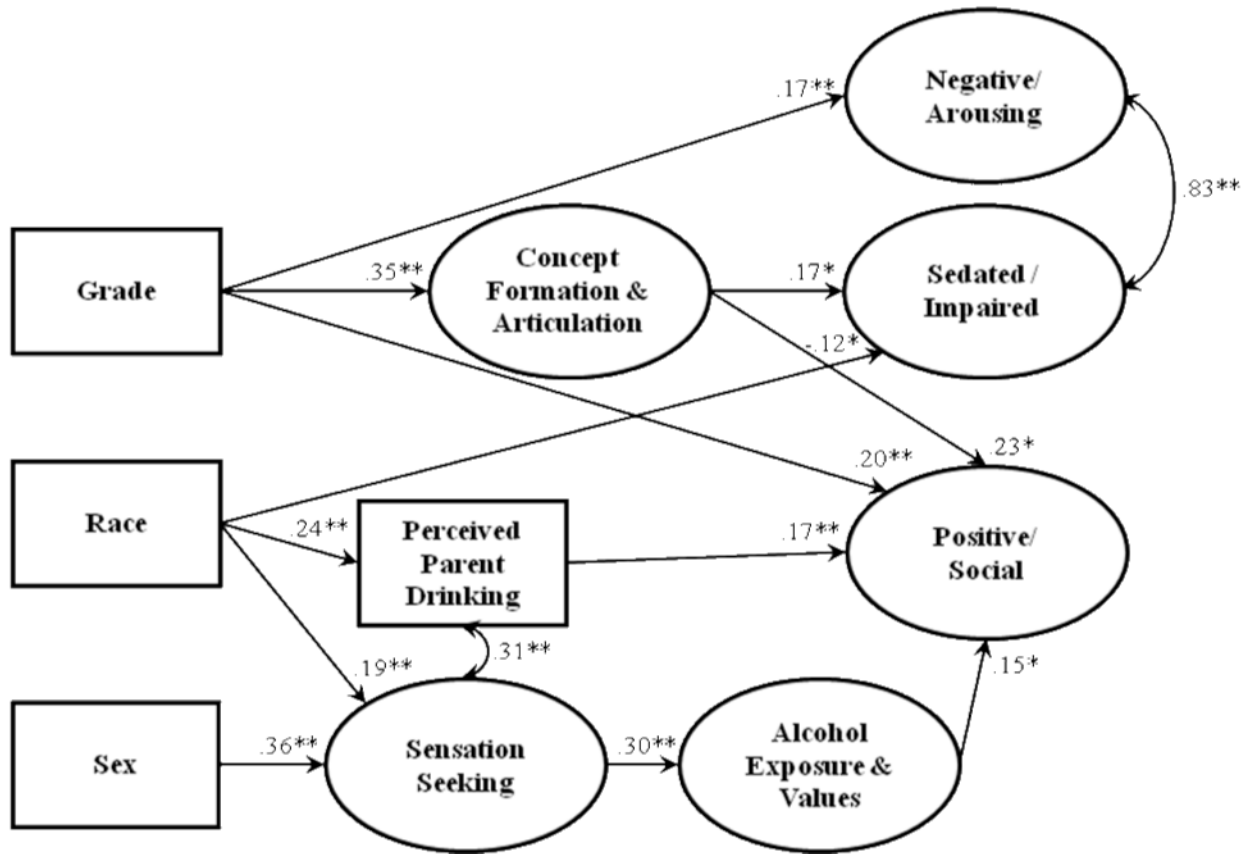 Negative/
Arousing
.17**
.83**
Grade
.35**
Concept
Formation &
Articulation
.17*
Sedated /
Impaired
-.12*
.20**
.23*
Race
.24**
Perceived
Parent
Drinking
.17**
Positive/
Social
.31**
.19**
.15*
Sex
.36**
Sensation
Seeking
.30**
Alcohol
Exposure &
Values